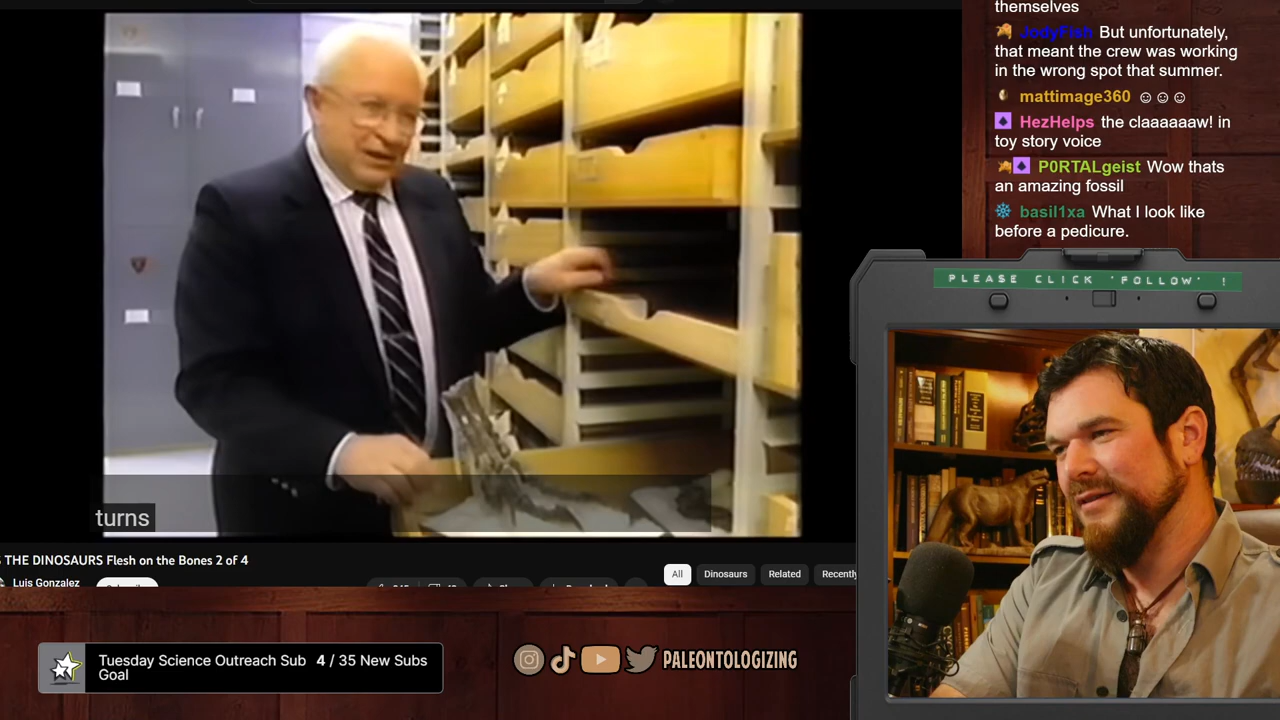 themselves
JodyFish But unfortunately,
that meant the crew was working
in the wrong spot that summer.
mattimage360 ☺☺☺
HezHelps the claaaaaaw! in
toy story voice
P0RTALgeist Wow thats
an amazing fossil
basil1xa What I look like
before a pedicure.
PLEASE CLICK 'FOLLOW' !
turns
THE DINOSAURS Flesh on the Bones 2 of 4
Luis Gonzalez
All
Dinosaurs
Related
Recently
Tuesday Science Outreach Sub 4 / 35 New Subs
Goal
PALEONTOLOGIZING